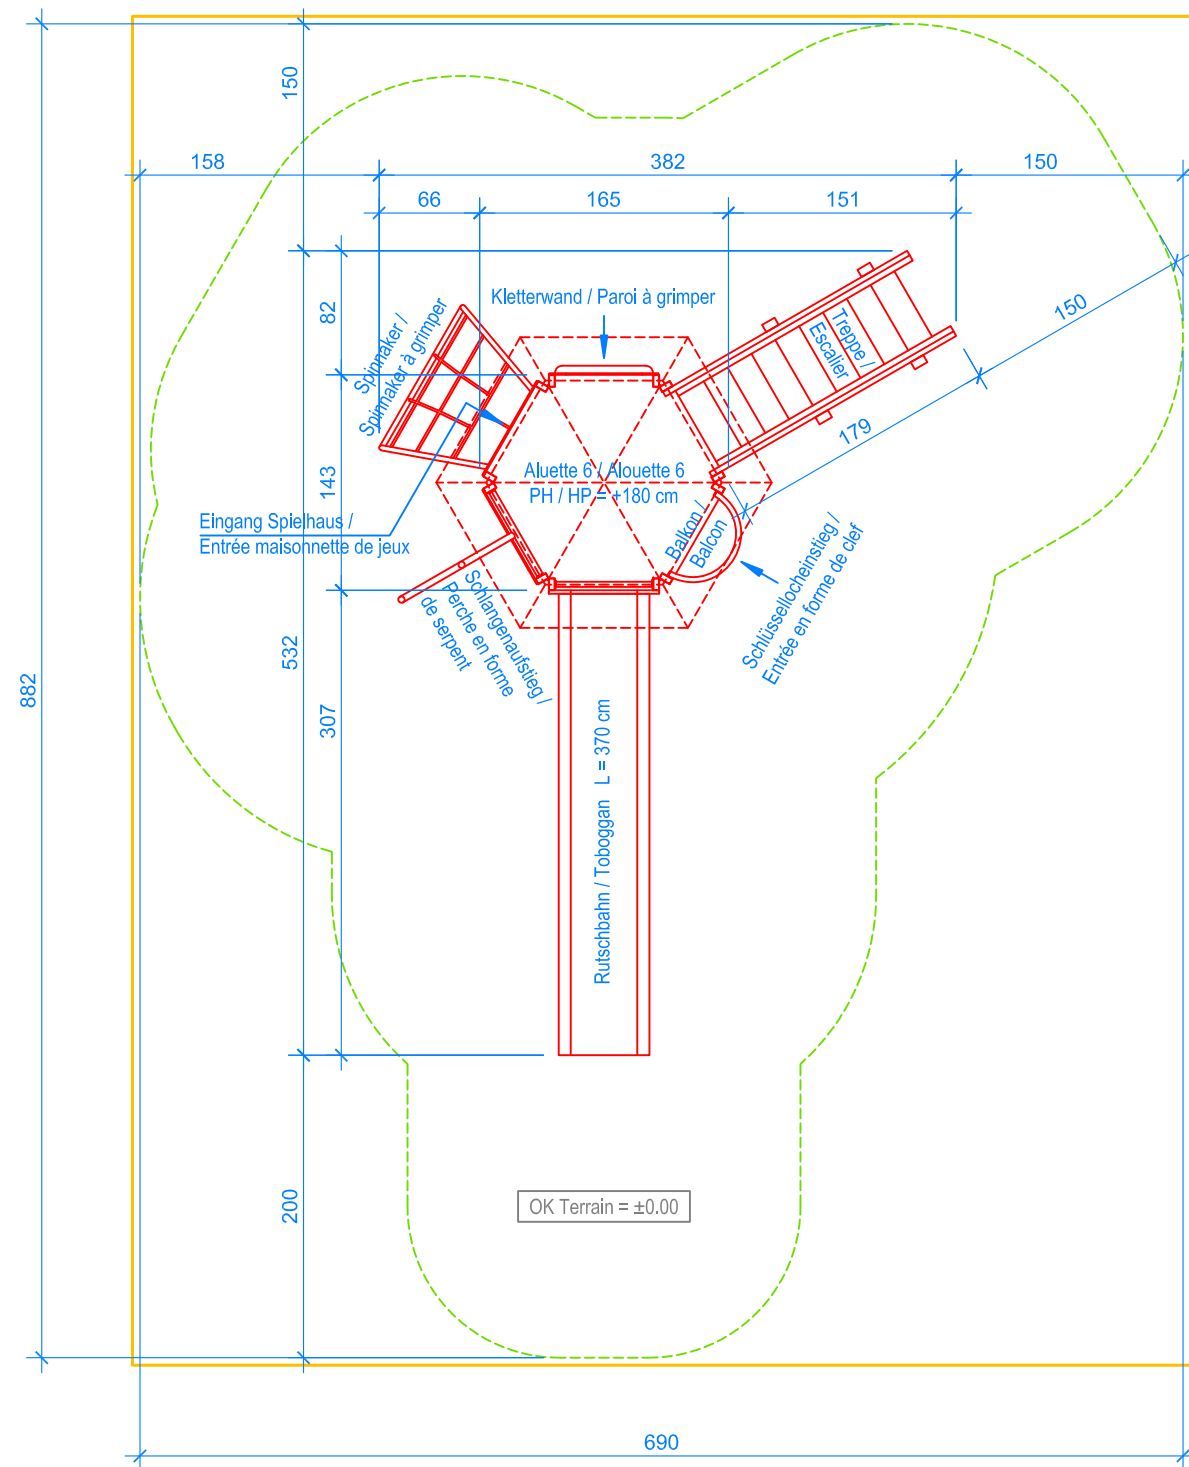 150
158
382
150
66
165
151
82
Kletterwand / Paroi à grimper
Spinnaker /
Spinnaker à grimper
Treppe /
Escalier
150
179
143
Aluette 6 / Alouette 6
PH / HP = +180 cm
Eingang Spielhaus /
Entrée maisonnette de jeux
Balkon /
Balcon
Schlüssellocheinstieg /
Entrée en forme de clef
Schlangenaufstieg /
Perche en forme
de serpent
532
882
307
Rutschbahn / Toboggan L = 370 cm
200
OK Terrain = ±0.00
690